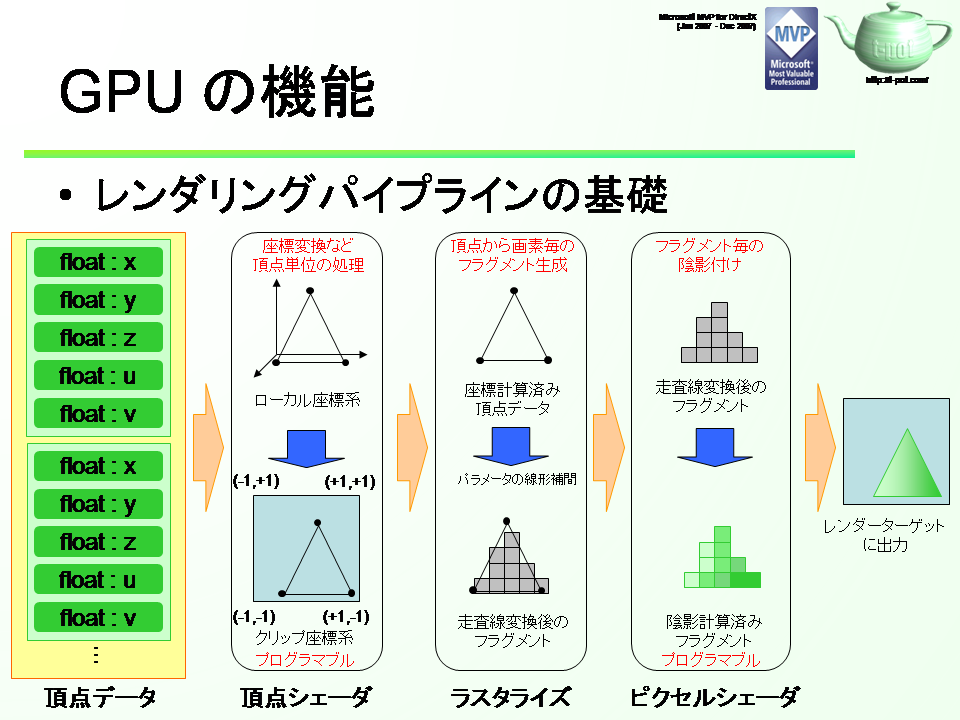 Microsoft MVP for DirectX
(Jan 2007 - Dec 2007)
MVP
Microsoft®
Most Valuable
Professional
t-pot
http://t-pot.com/
GPU の機能
• レンダリングパイプラインの基礎
float : x
float : y
float : z
float : u
float : v
float : x
float : y
float : z
float : u
float : v
…
頂点データ
座標変換など
頂点単位の処理
ローカル座標系
(-1,+1)
(+1,+1)
(-1,-1)
(+1,-1)
クリップ座標系
プログラマブル
頂点シェーダ
頂点から画素毎の
フラグメント生成
座標計算済み
頂点データ
パラメータの線形補間
走査線変換後の
フラグメント
ラスタライズ
フラグメント毎の
陰影付け
走査線変換後の
フラグメント
陰影計算済み
フラグメント
プログラマブル
ピクセルシェーダ
レンダーターゲット
に出力